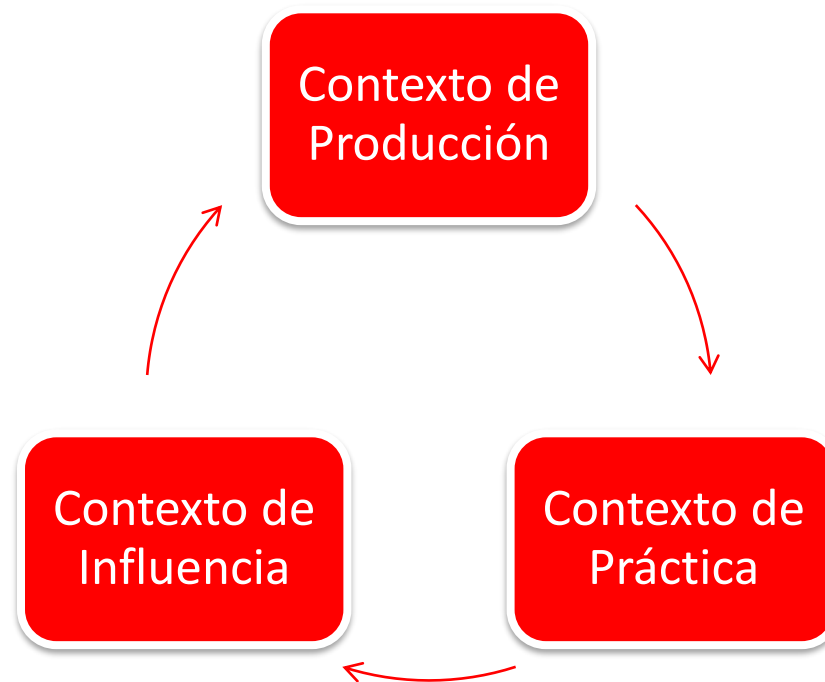 Contexto de
Producción
Contexto de
Influencia
Contexto de
Práctica